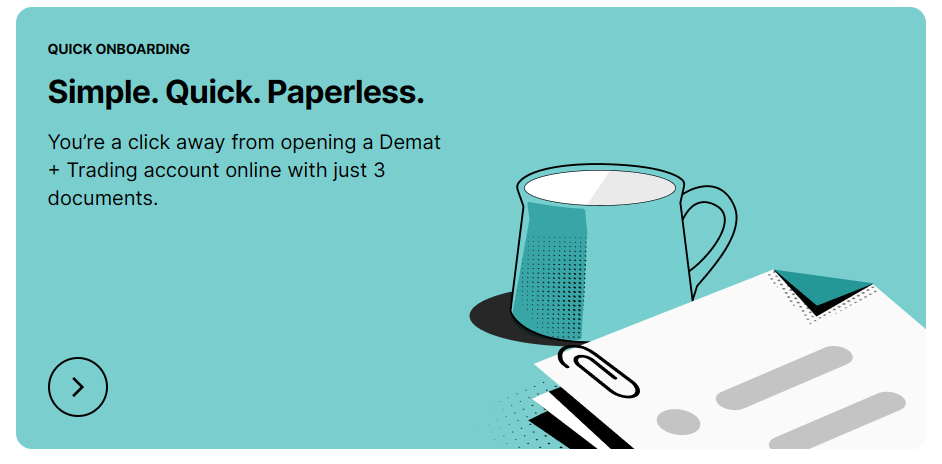 QUICK ONBOARDING
Simple. Quick. Paperless.
You’re a click away from opening a Demat
+ Trading account online with just 3
documents.